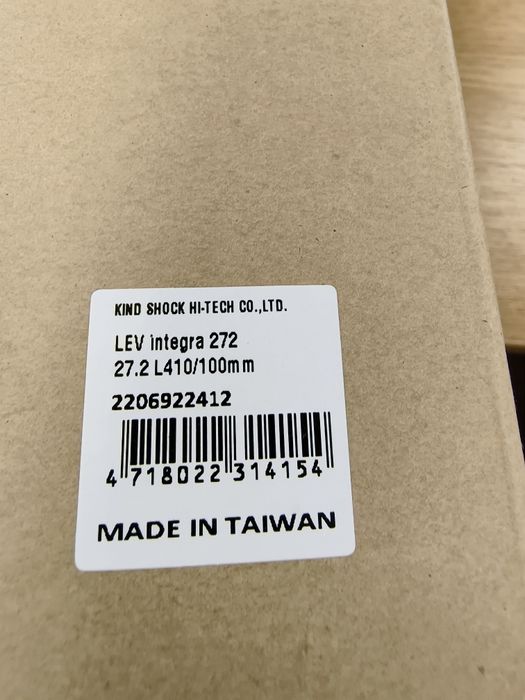 KIND SHOCK HI-TECH CO.,LTD.
LEV integra 272
27.2 L410/100mm
2206922412
4 718022 314154
MADE IN TAIWAN